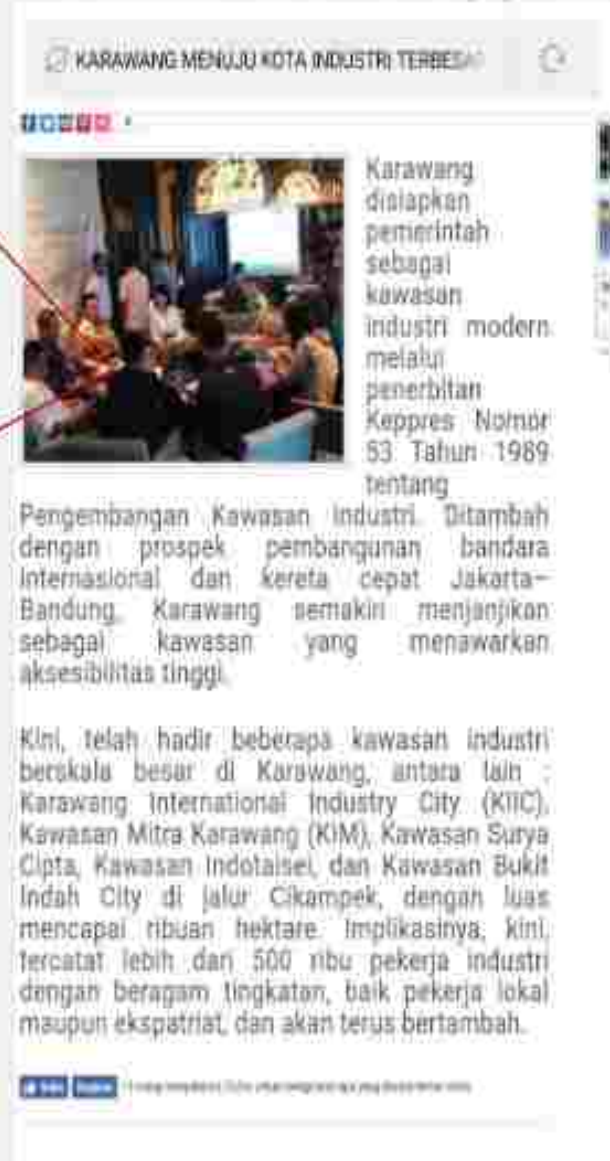 KARAWANG MENUJU KOTA INDUSTRI TERBESA
Karawang
disiapkan
pemerintah
sebagai
kawasan
industri modern
melalui
penerbitan
Keppres Nomor
53 Tahun 1989
tentang
Pengembangan Kawasan Industri. Ditambah
dengan prospek pembangunan bandara
internasional dan kereta cepat Jakarta–
Bandung, Karawang semakin menjanjikan
sebagai kawasan yang menawarkan
aksesibilitas tinggi.
Kini, telah hadir beberapa kawasan industri
berskala besar di Karawang, antara lain :
Karawang International Industry City (KIIC),
Kawasan Mitra Karawang (KIM), Kawasan Surya
Cipta, Kawasan Indotaisei, dan Kawasan Bukit
Indah City di jalur Cikampek, dengan luas
mencapai ribuan hektare. Implikasinya, kini,
tercatat lebih dari 500 ribu pekerja industri
dengan beragam tingkatan, baik pekerja lokal
maupun ekspatriat, dan akan terus bertambah.